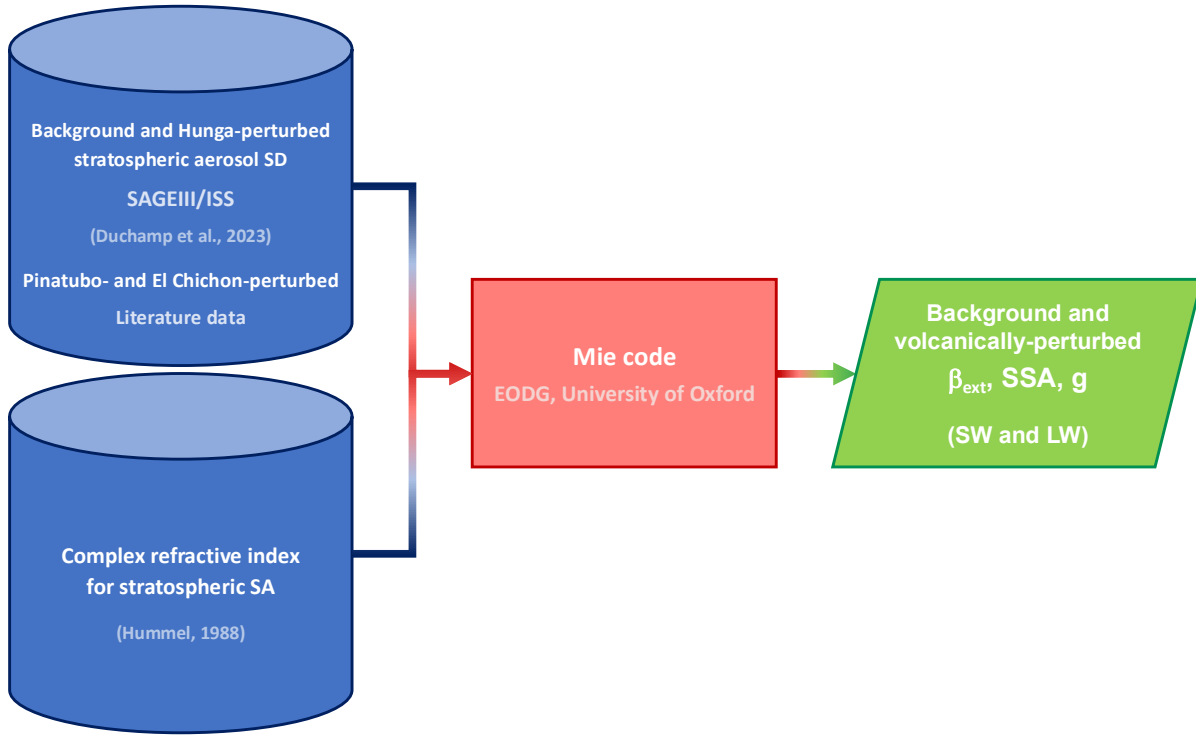 Background and Hunga-perturbed
stratospheric aerosol SD
SAGEIII/ISS
(Duchamp et al., 2023)
Pinatubo- and El Chichon-perturbed
Literature data
Complex refractive index
for stratospheric SA
(Hummel, 1988)
Mie code
EODG, University of Oxford
Background and
volcanically-perturbed
βext, SSA, g
(SW and LW)